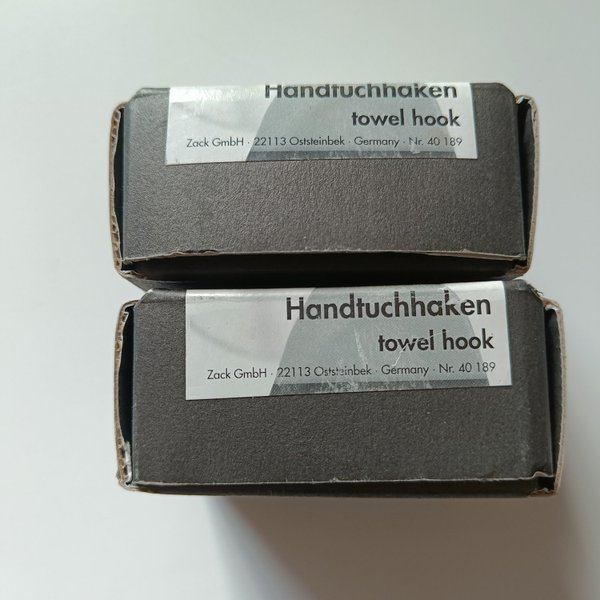 Handtuchhaken
towel hook
Zack GmbH · 22113 Oststeinbek · Germany · Nr. 40 189
Handtuchhaken
towel hook
Zack GmbH · 22113 Oststeinbek · Germany · Nr. 40 189